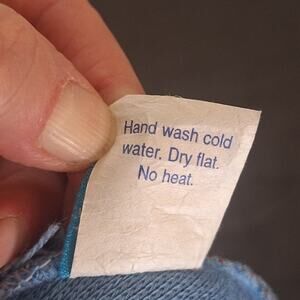 Hand wash cold
water. Dry flat.
No heat.